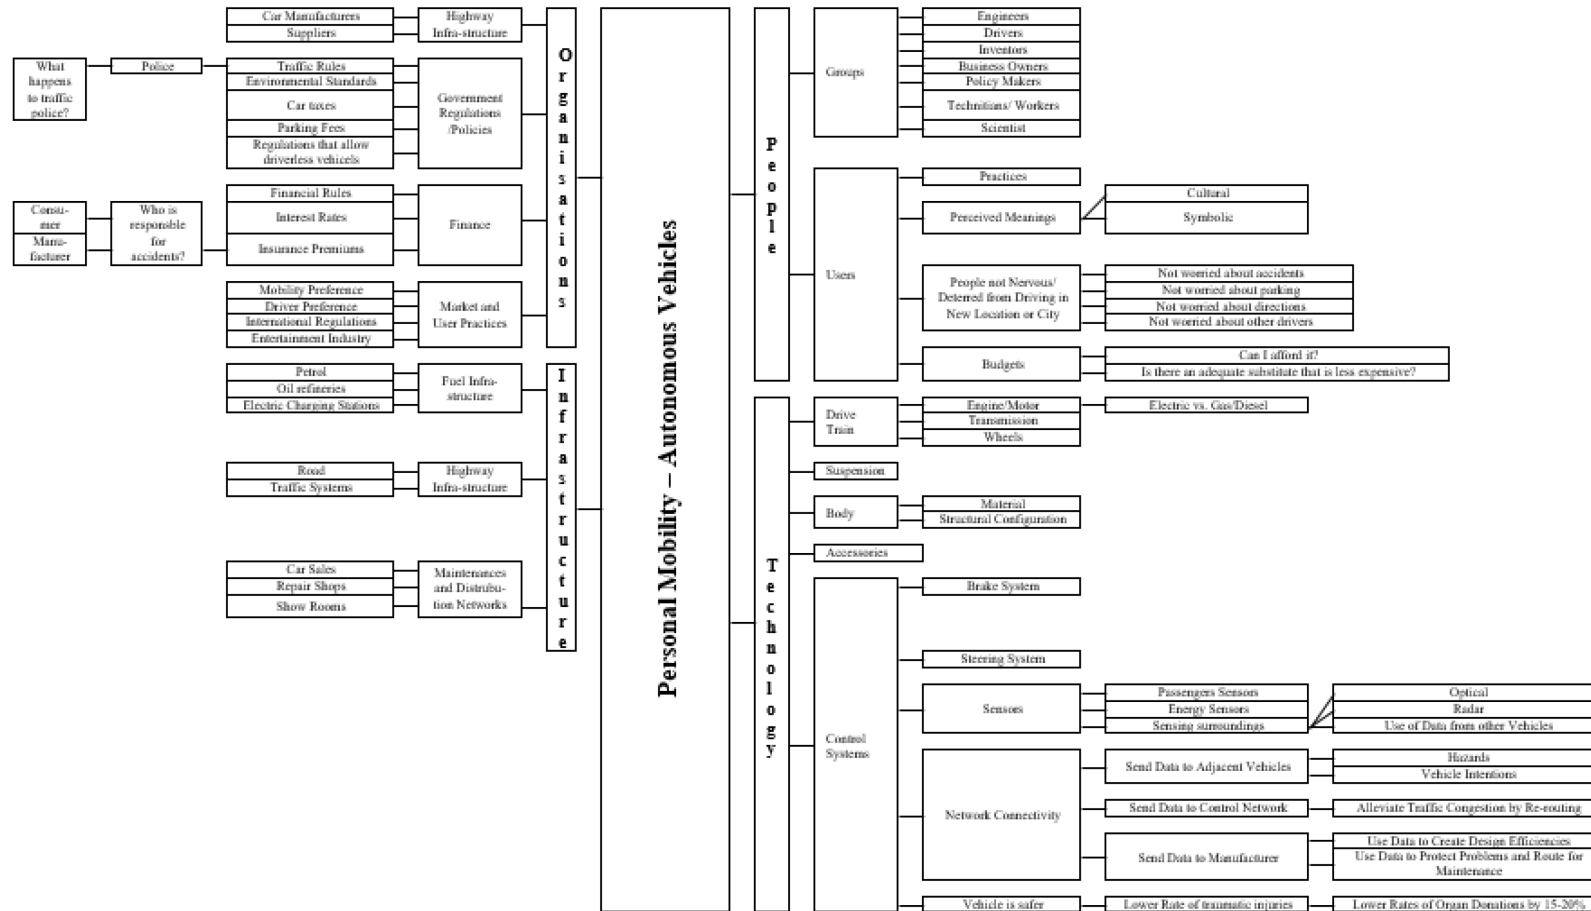 Car Manufacturers
Suppliers
Highway
Infra-structure
What
happens
to traffic
police?
Police
Traffic Rules
Environmental Standards
Car taxes
Parking Fees
Regulations that allow
driverless vehicels
Government
Regulations
/Policies
Consu-
mer
Manu-
facturer
Who is
responsible
for
accidents?
Financial Rules
Interest Rates
Insurance Premiums
Finance
Mobility Preference
Driver Preference
International Regulations
Entertainment Industry
Market and
User Practices
Organisations
Petrol
Oil refineries
Electric Charging Stations
Fuel Infra-
structure
Road
Traffic Systems
Highway
Infra-structure
Car Sales
Repair Shops
Show Rooms
Maintenances
and Distrubu-
tion Networks
Infrastructure
Personal Mobility – Autonomous Vehicles
People
Groups
Engineers
Drivers
Inventors
Business Owners
Policy Makers
Technitians/ Workers
Scientist
Users
Practices
Perceived Meanings
Cultural
Symbolic
People not Nervous/
Deterred from Driving in
New Location or City
Not worried about accidents
Not worried about parking
Not worried about directions
Not worried about other drivers
Budgets
Can I afford it?
Is there an adequate substitute that is less expensive?
Technology
Drive
Train
Engine/Motor
Transmission
Wheels
Electric vs. Gas/Diesel
Suspension
Body
Material
Structural Configuration
Accessories
Control
Systems
Brake System
Steering System
Sensors
Passengers Sensors
Energy Sensors
Sensing surroundings
Optical
Radar
Use of Data from other Vehicles
Network Connectivity
Send Data to Adjacent Vehicles
Hazards
Vehicle Intentions
Send Data to Control Network
Alleviate Traffic Congestion by Re-routing
Send Data to Manufacturer
Use Data to Create Design Efficiencies
Use Data to Protect Problems and Route for
Maintenance
Vehicle is safer
Lower Rate of traumatic injuries
Lower Rates of Organ Donations by 15-20%